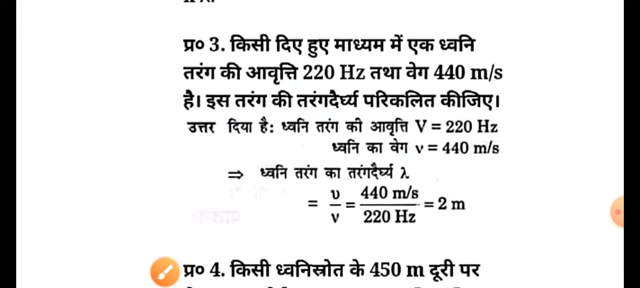 प्र० 3. किसी दिए हुए माध्यम में एक ध्वनि
तरंग की आवृत्ति 220 Hz तथा वेग 440 m/s
है। इस तरंग की तरंगदैर्घ्य परिकलित कीजिए।
उत्तर दिया है: ध्वनि तरंग की आवृत्ति V = 220 Hz
ध्वनि का वेग ν = 440 m/s
⇒ ध्वनि तरंग का तरंगदैर्घ्य λ
= υ/ν = 440 m/s / 220 Hz = 2 m
प्र० 4. किसी ध्वनिस्रोत के 450 m दूरी पर